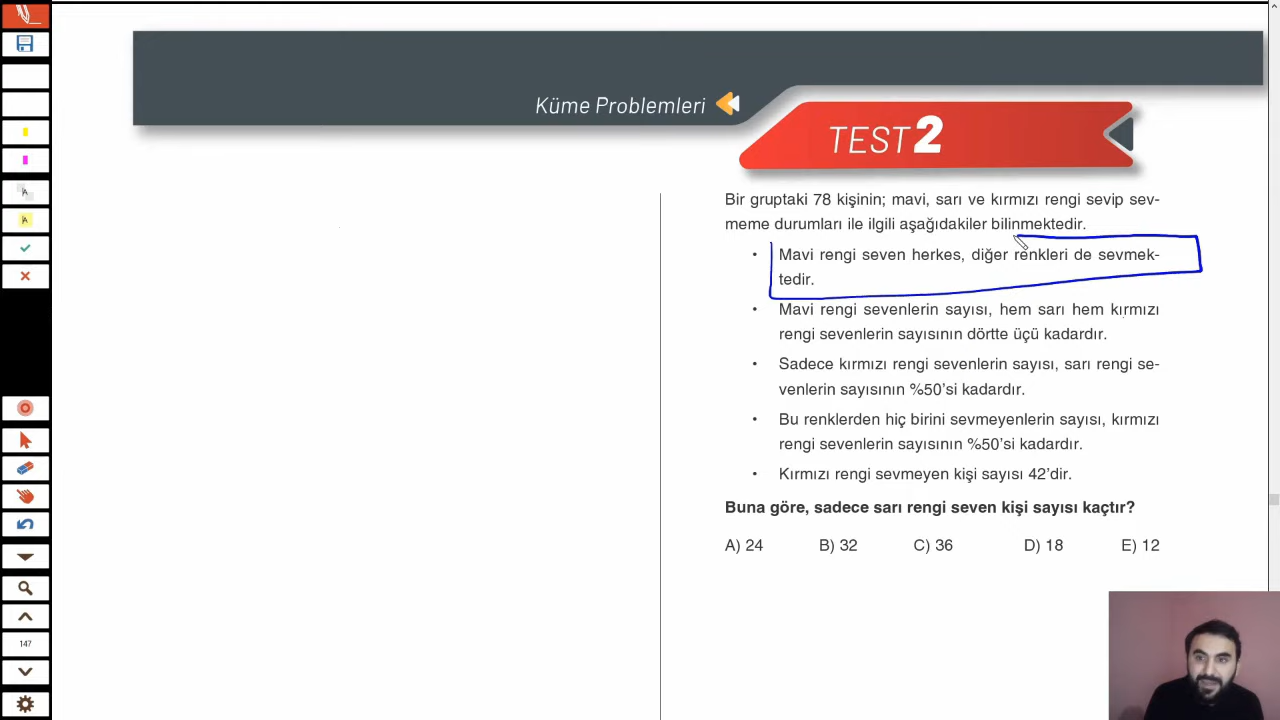 Küme Problemleri
TEST 2
Bir gruptaki 78 kişinin; mavi, sarı ve kırmızı rengi sevip sev-
meme durumları ile ilgili aşağıdakiler bilinmektedir.
• Mavi rengi seven herkes, diğer renkleri de sevmek-
tedir.
• Mavi rengi sevenlerin sayısı, hem sarı hem kırmızı
rengi sevenlerin sayısının dörtte üçü kadardır.
• Sadece kırmızı rengi sevenlerin sayısı, sarı rengi se-
venlerin sayısının %50'si kadardır.
• Bu renklerden hiç birini sevmeyenlerin sayısı, kırmızı
rengi sevenlerin sayısının %50'si kadardır.
• Kırmızı rengi sevmeyen kişi sayısı 42'dir.
Buna göre, sadece sarı rengi seven kişi sayısı kaçtır?
A) 24 B) 32 C) 36 D) 18 E) 12
A
A
147